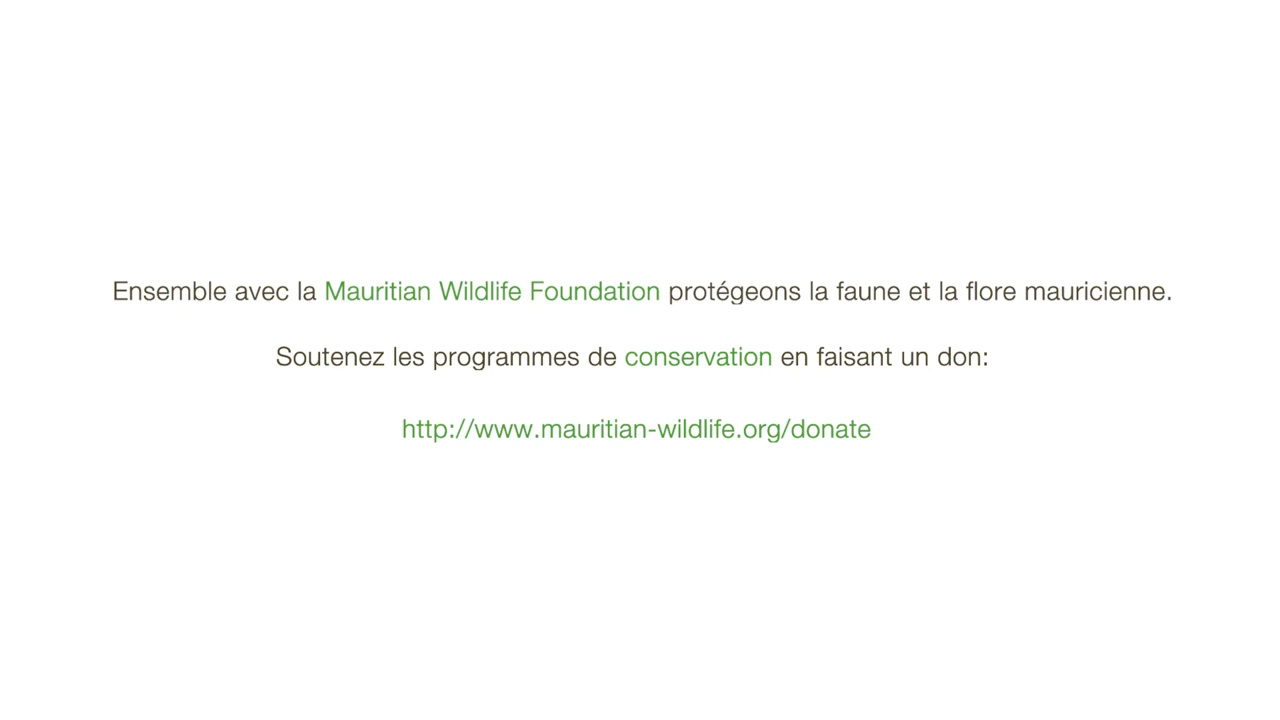 Ensemble avec la Mauritian Wildlife Foundation protégeons la faune et la flore mauricienne.
Soutenez les programmes de conservation en faisant un don:
http://www.mauritian-wildlife.org/donate